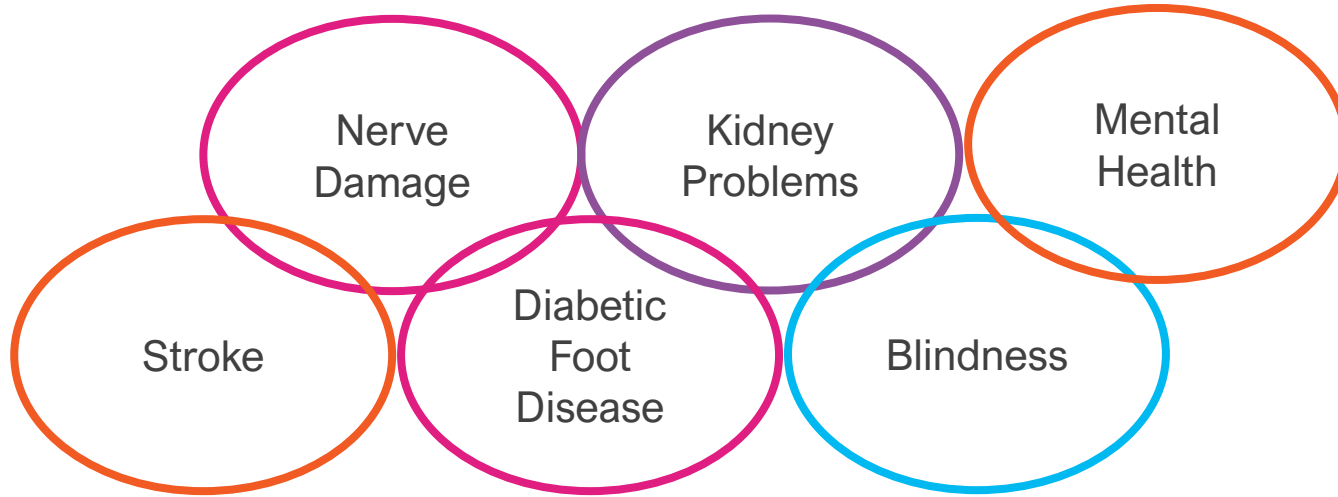 Nerve
Damage
Kidney
Problems
Mental
Health
Stroke
Diabetic
Foot
Disease
Blindness